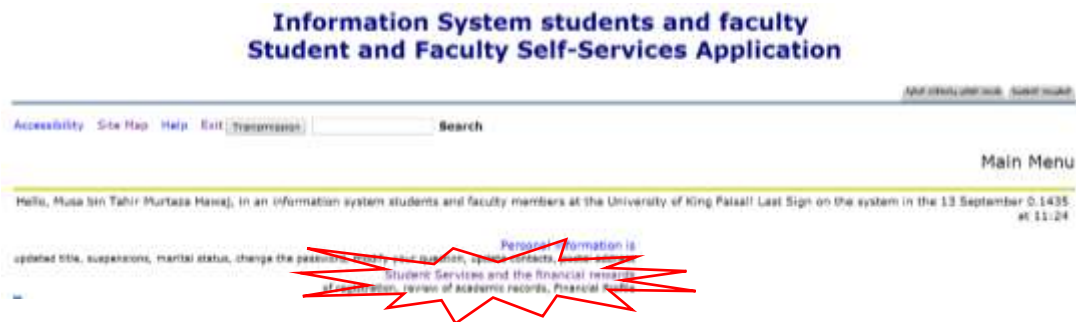 Information System students and faculty
Student and Faculty Self-Services Application
Accessibility Site Map Help Exit Transmission Search
Main Menu
Hello, Musa bin Tahir Murtaza Hawaj, in an information system students and faculty members at the University of King Faisal! Last Sign on the system in the 13 September 0.1435
at 11:24
Personal Information is
updated title, suspensions, marital status, change the password, modify your question, update contacts,
Student Services and the financial rewards
of registration, review of academic records, Financial Profile